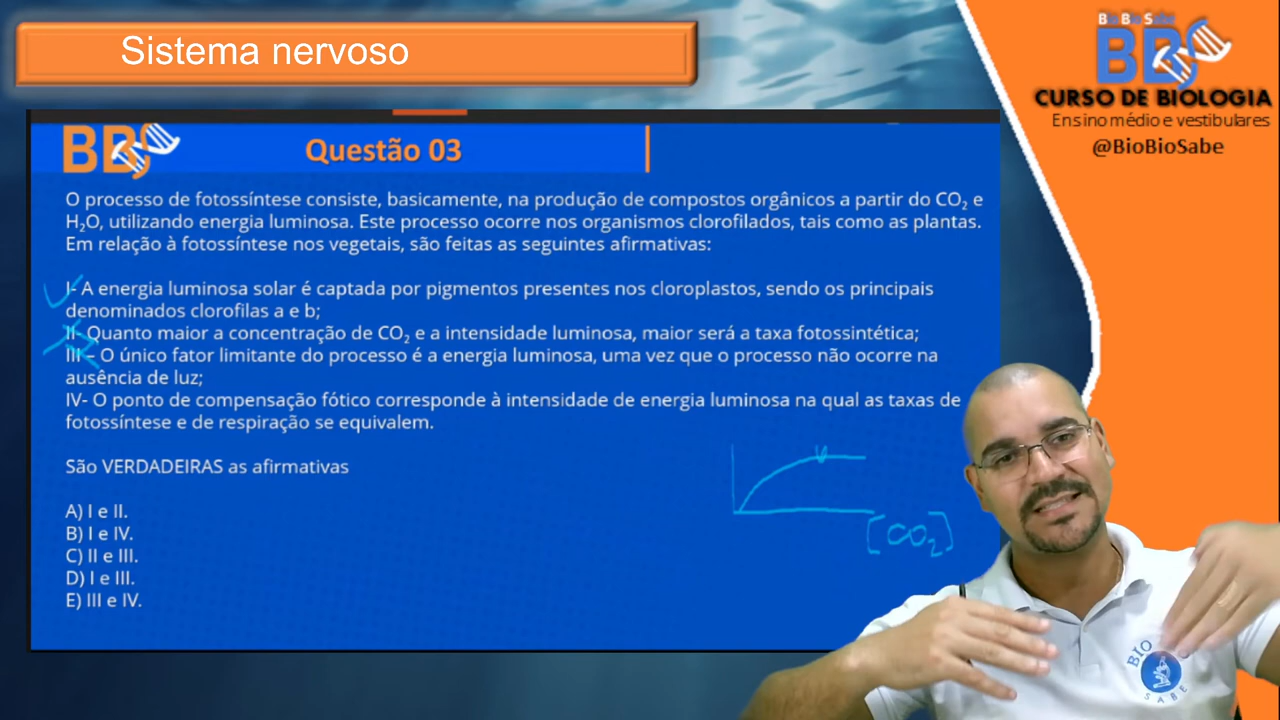 Sistema nervoso
Bio Bio Sabe
BBS
CURSO DE BIOLOGIA
Ensino médio e vestibulares
@BioBioSabe
BBS
Questão 03
O processo de fotossíntese consiste, basicamente, na produção de compostos orgânicos a partir do CO₂ e
H₂O, utilizando energia luminosa. Este processo ocorre nos organismos clorofilados, tais como as plantas.
Em relação à fotossíntese nos vegetais, são feitas as seguintes afirmativas:
I- A energia luminosa solar é captada por pigmentos presentes nos cloroplastos, sendo os principais
denominados clorofilas a e b;
II- Quanto maior a concentração de CO₂ e a intensidade luminosa, maior será a taxa fotossintética;
III – O único fator limitante do processo é a energia luminosa, uma vez que o processo não ocorre na
ausência de luz;
IV- O ponto de compensação fótico corresponde à intensidade de energia luminosa na qual as taxas de
fotossíntese e de respiração se equivalem.
São VERDADEIRAS as afirmativas
A) I e II.
B) I e IV.
C) II e III.
D) I e III.
E) III e IV.
[CO₂]
BIO
SABE